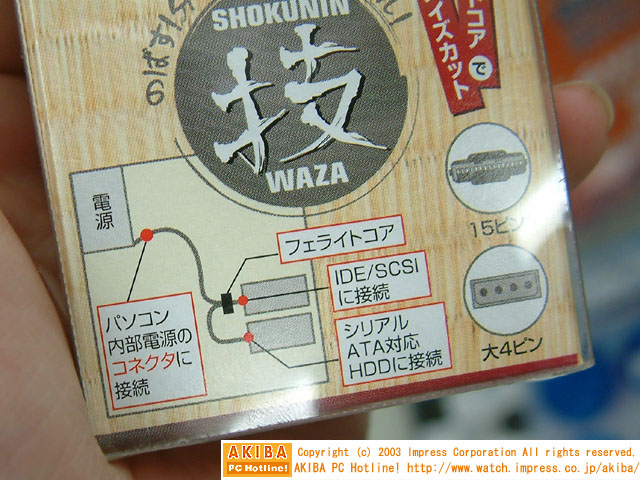 のばす!
SHOKUNIN
技
WAZA
コアで
イズカット
15ピン
大4ピン
電源
フェライトコア
IDE/SCSI
に接続
シリアル
ATA対応
HDDに接続
パソコン
内部電源の
コネクタに
接続
AKIBA
PC Hotline!
Copyright (c) 2003 Impress Corporation All rights reserved.
AKIBA PC Hotline! http://www.watch.impress.co.jp/akiba/